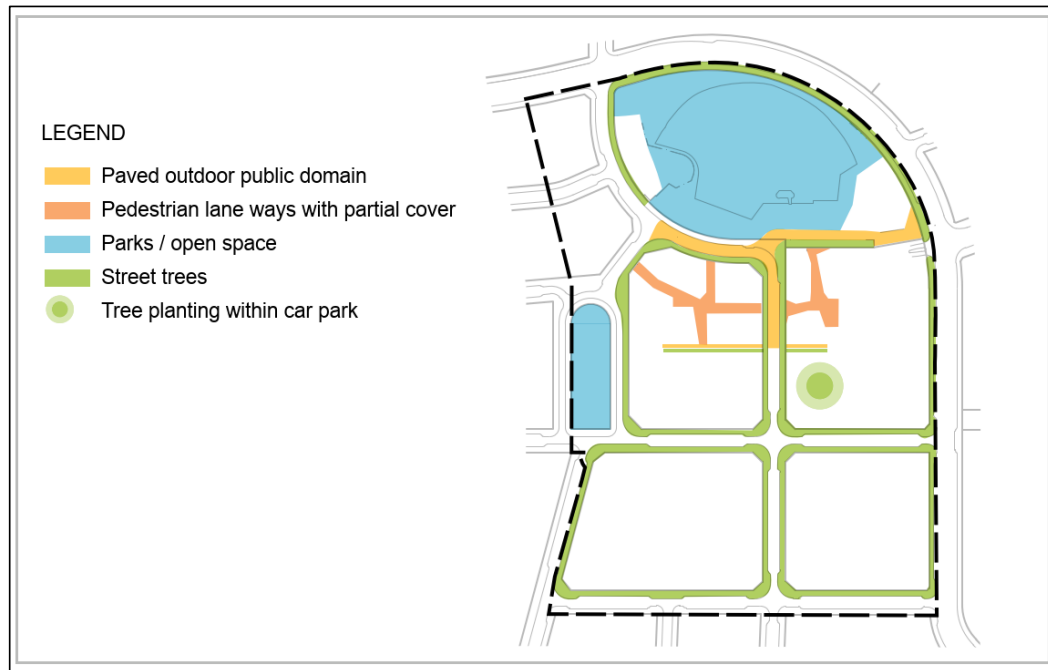 LEGEND
Paved outdoor public domain
Pedestrian lane ways with partial cover
Parks / open space
Street trees
Tree planting within car park